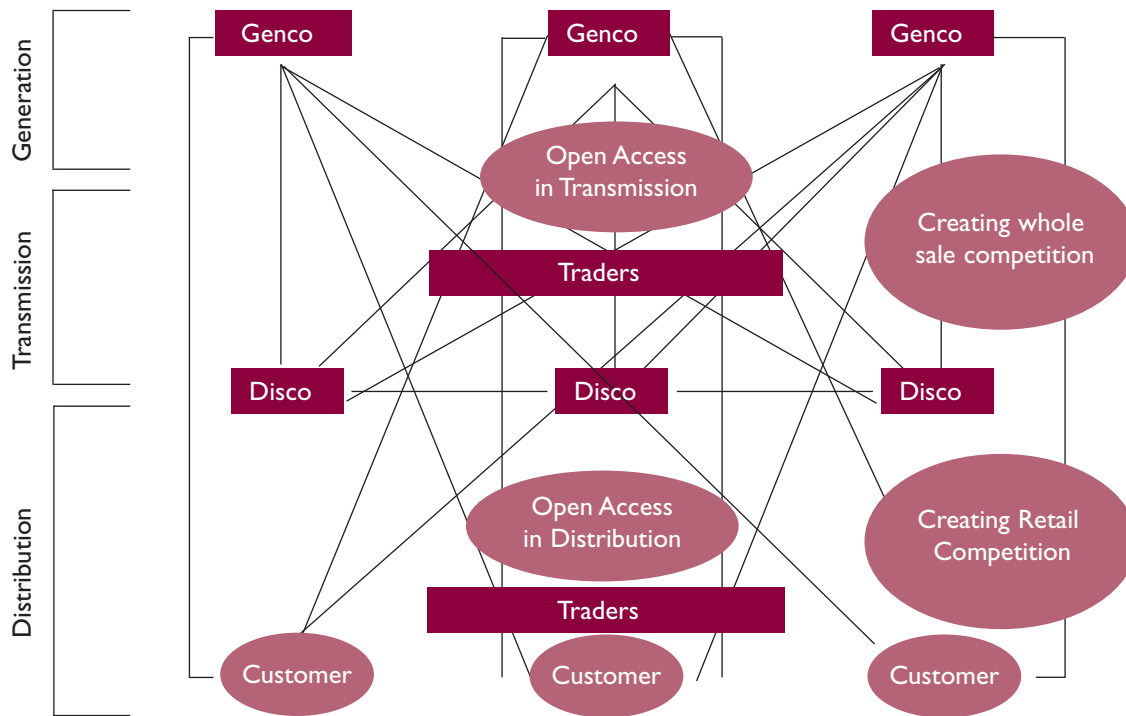 Generation
Genco
Genco
Genco
Open Access
in Transmission
Transmission
Creating whole
sale competition
Traders
Disco
Disco
Disco
Distribution
Open Access
in Distribution
Creating Retail
Competition
Traders
Customer
Customer
Customer